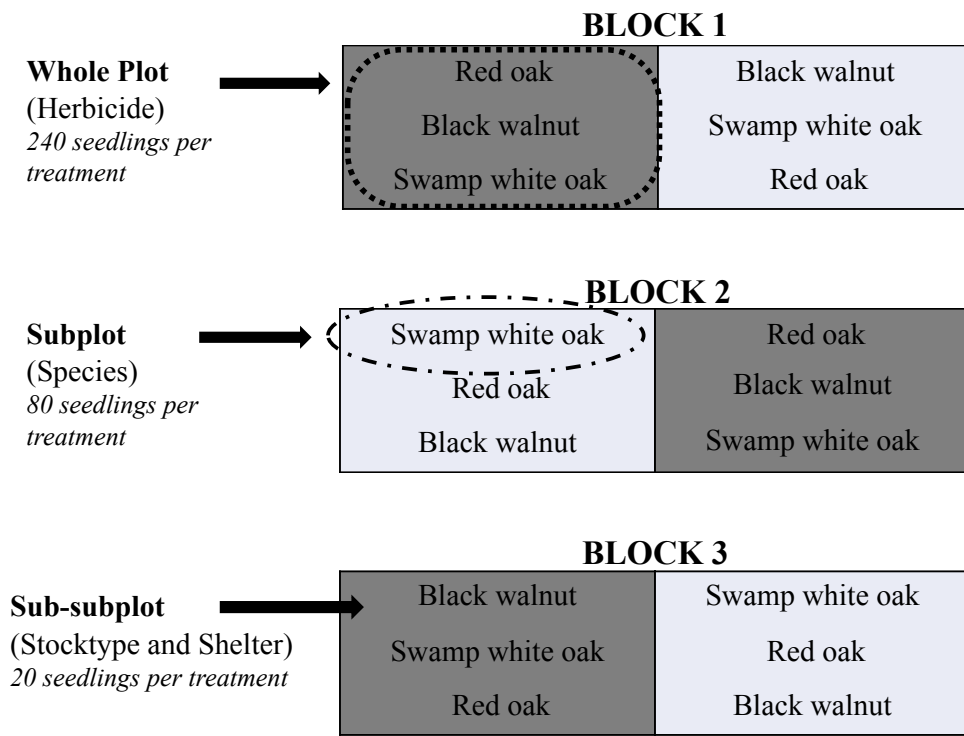 BLOCK 1
Whole Plot
(Herbicide)
240 seedlings per
treatment
Red oak
Black walnut
Swamp white oak
Black walnut
Swamp white oak
Red oak
BLOCK 2
Subplot
(Species)
80 seedlings per
treatment
Swamp white oak
Red oak
Black walnut
Red oak
Black walnut
Swamp white oak
BLOCK 3
Sub-subplot
(Stocktype and Shelter)
20 seedlings per treatment
Black walnut
Swamp white oak
Red oak
Swamp white oak
Red oak
Black walnut